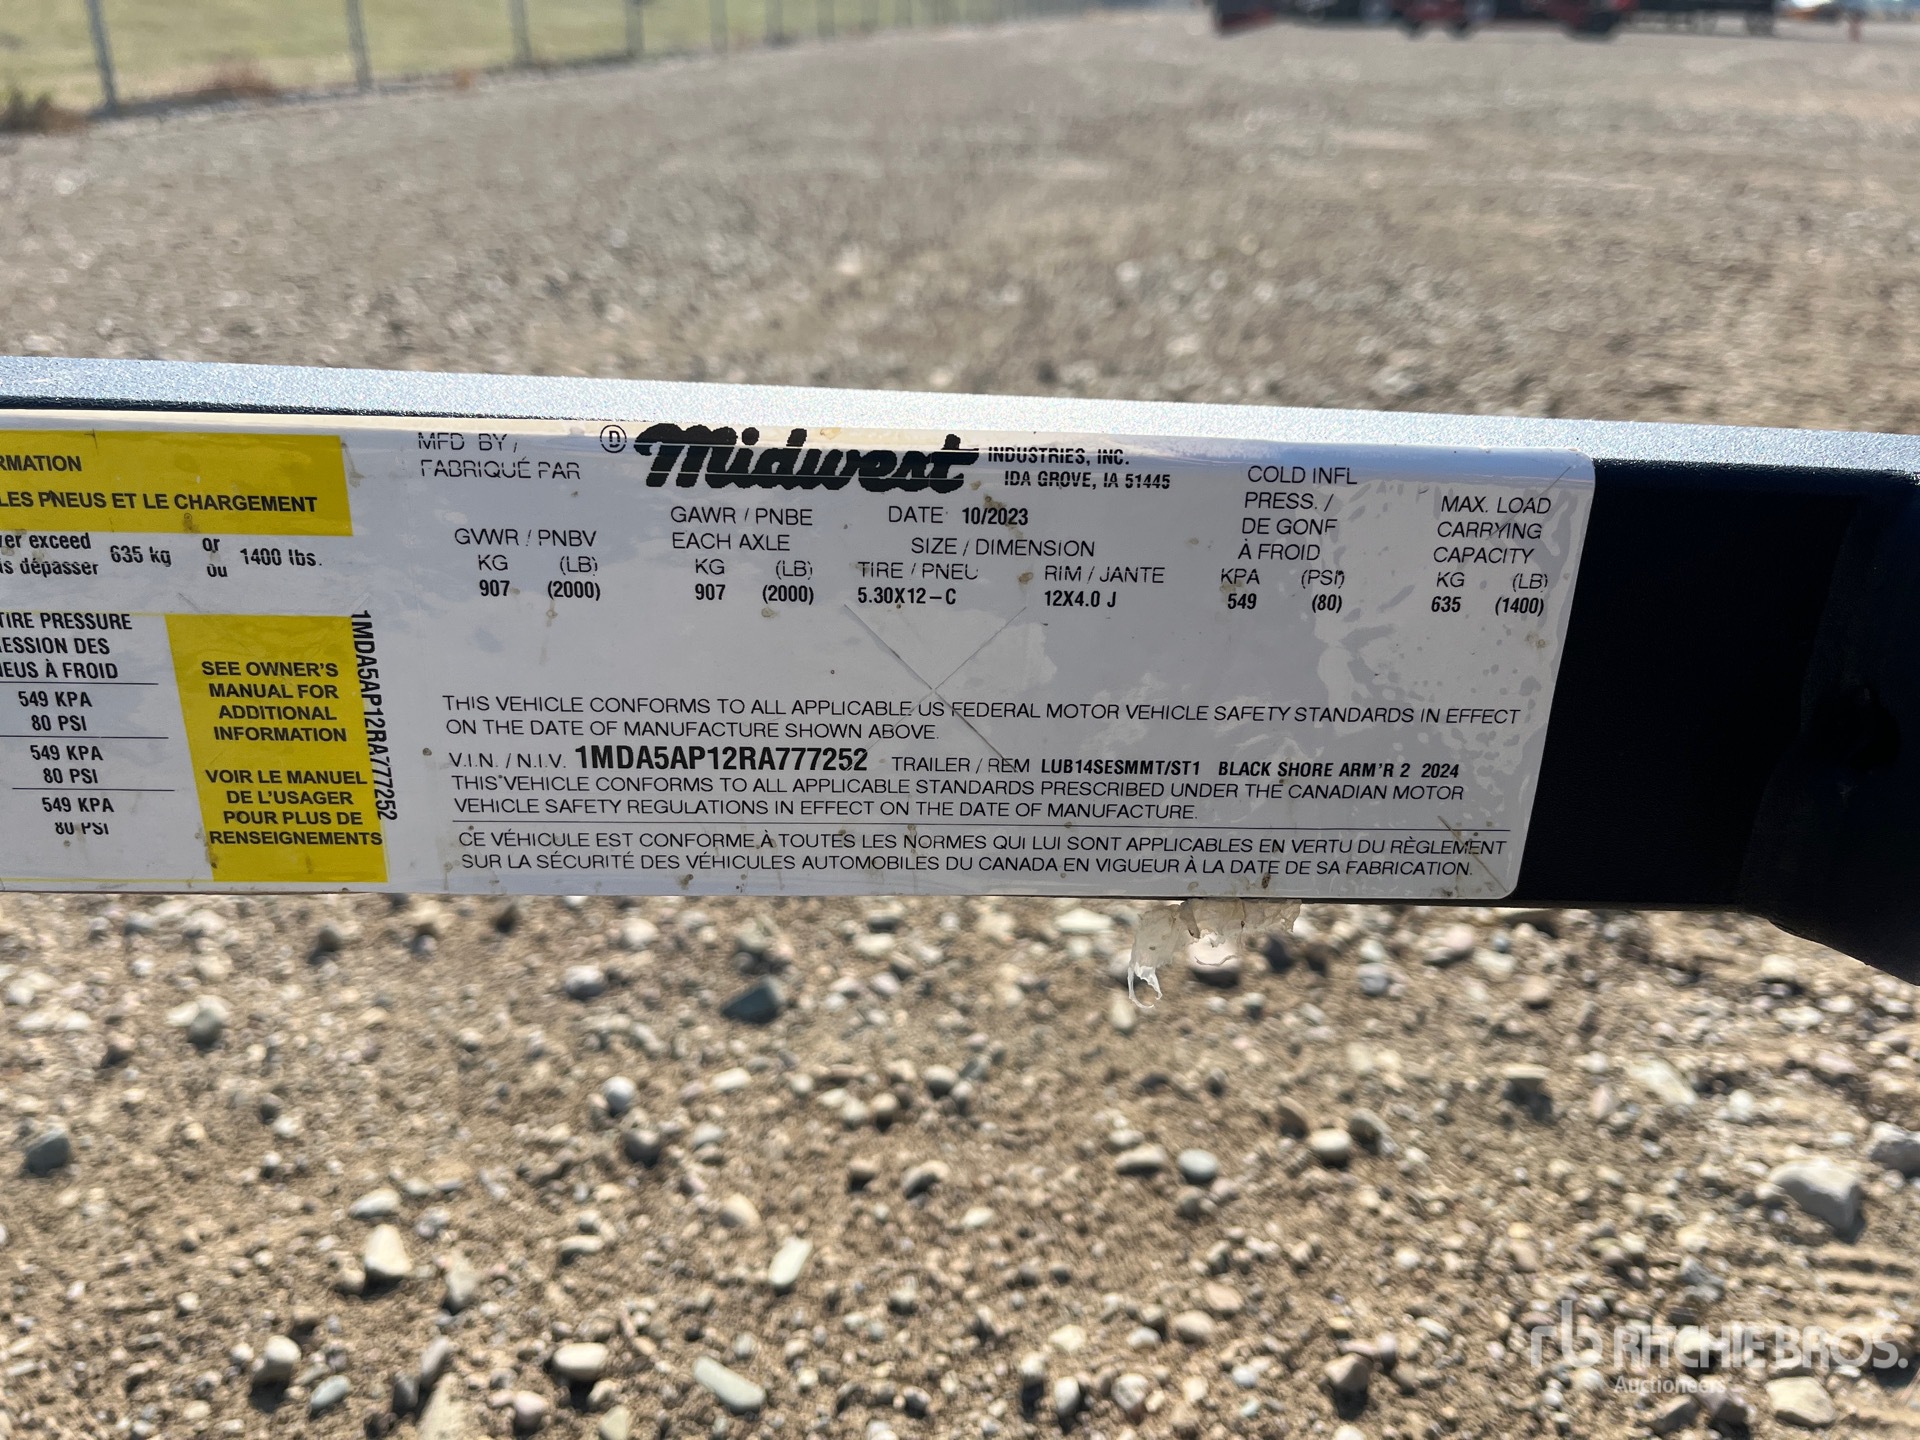 RMATION
LES PNEUS ET LE CHARGEMENT
ver exceed 635 kg or 1400 lbs.
is dépasser ou
TIRE PRESSURE
ESSION DES
NEUS À FROID
549 KPA
80 PSI
549 KPA
80 PSI
549 KPA
80 PSI
SEE OWNER'S
MANUAL FOR
ADDITIONAL
INFORMATION
VOIR LE MANUEL
DE L'USAGER
POUR PLUS DE
RENSEIGNEMENTS
1MDA5AP12RA777252
MFD BY /
FABRIQUÉ PAR
D Midwest INDUSTRIES, INC.
IDA GROVE, IA 51445
GVWR / PNBV
KG (LB)
907 (2000)
GAWR / PNBE
EACH AXLE
KG (LB)
907 (2000)
DATE 10/2023
SIZE / DIMENSION
TIRE / PNEU RIM / JANTE
5.30X12-C 12X4.0 J
COLD INFL
PRESS. /
DE GONF
À FROID
KPA (PSI)
549 (80)
MAX. LOAD
CARRYING
CAPACITY
KG (LB)
635 (1400)
THIS VEHICLE CONFORMS TO ALL APPLICABLE US FEDERAL MOTOR VEHICLE SAFETY STANDARDS IN EFFECT
ON THE DATE OF MANUFACTURE SHOWN ABOVE.
V.I.N. / N.I.V. 1MDA5AP12RA777252 TRAILER / REM LUB14SESMMT/ST1 BLACK SHORE ARM'R 2 2024
THIS VEHICLE CONFORMS TO ALL APPLICABLE STANDARDS PRESCRIBED UNDER THE CANADIAN MOTOR
VEHICLE SAFETY REGULATIONS IN EFFECT ON THE DATE OF MANUFACTURE.
CE VÉHICULE EST CONFORME À TOUTES LES NORMES QUI LUI SONT APPLICABLES EN VERTU DU RÈGLEMENT
SUR LA SÉCURITÉ DES VÉHICULES AUTOMOBILES DU CANADA EN VIGUEUR À LA DATE DE SA FABRICATION.
rb RITCHIE BROS.
Auctioneers